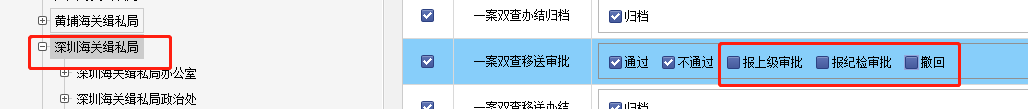 黄埔海关缉私局
深圳海关缉私局
深圳海关缉私局办公室
深圳海关缉私局政治处
一案双查办结归档 归档
一案双查移送审批 通过 不通过 报上级审批 报纪检审批 撤回